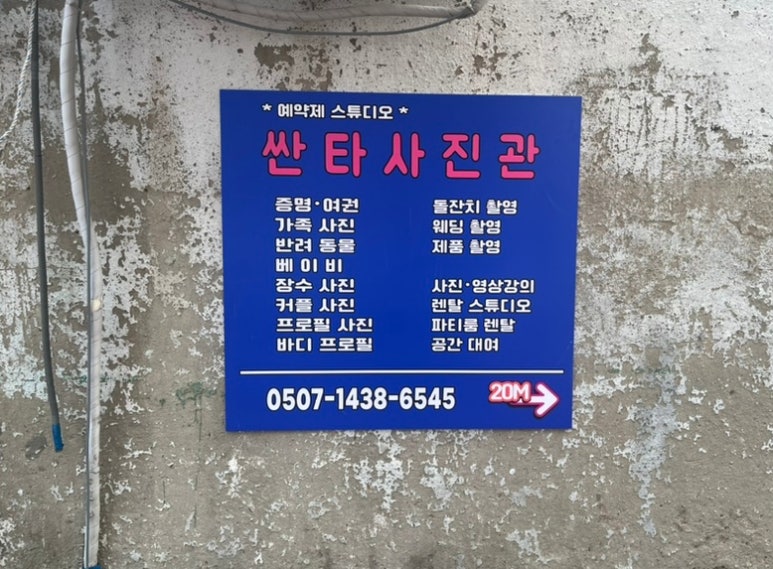 * 예약제 스튜디오 *
싼타사진관
증명·여권
가족 사진
반려 동물
베이비
장수 사진
커플 사진
프로필 사진
바디 프로필
돌잔치 촬영
웨딩 촬영
제품 촬영
사진·영상강의
렌탈 스튜디오
파티룸 렌탈
공간 대여
0507-1438-6545
20M